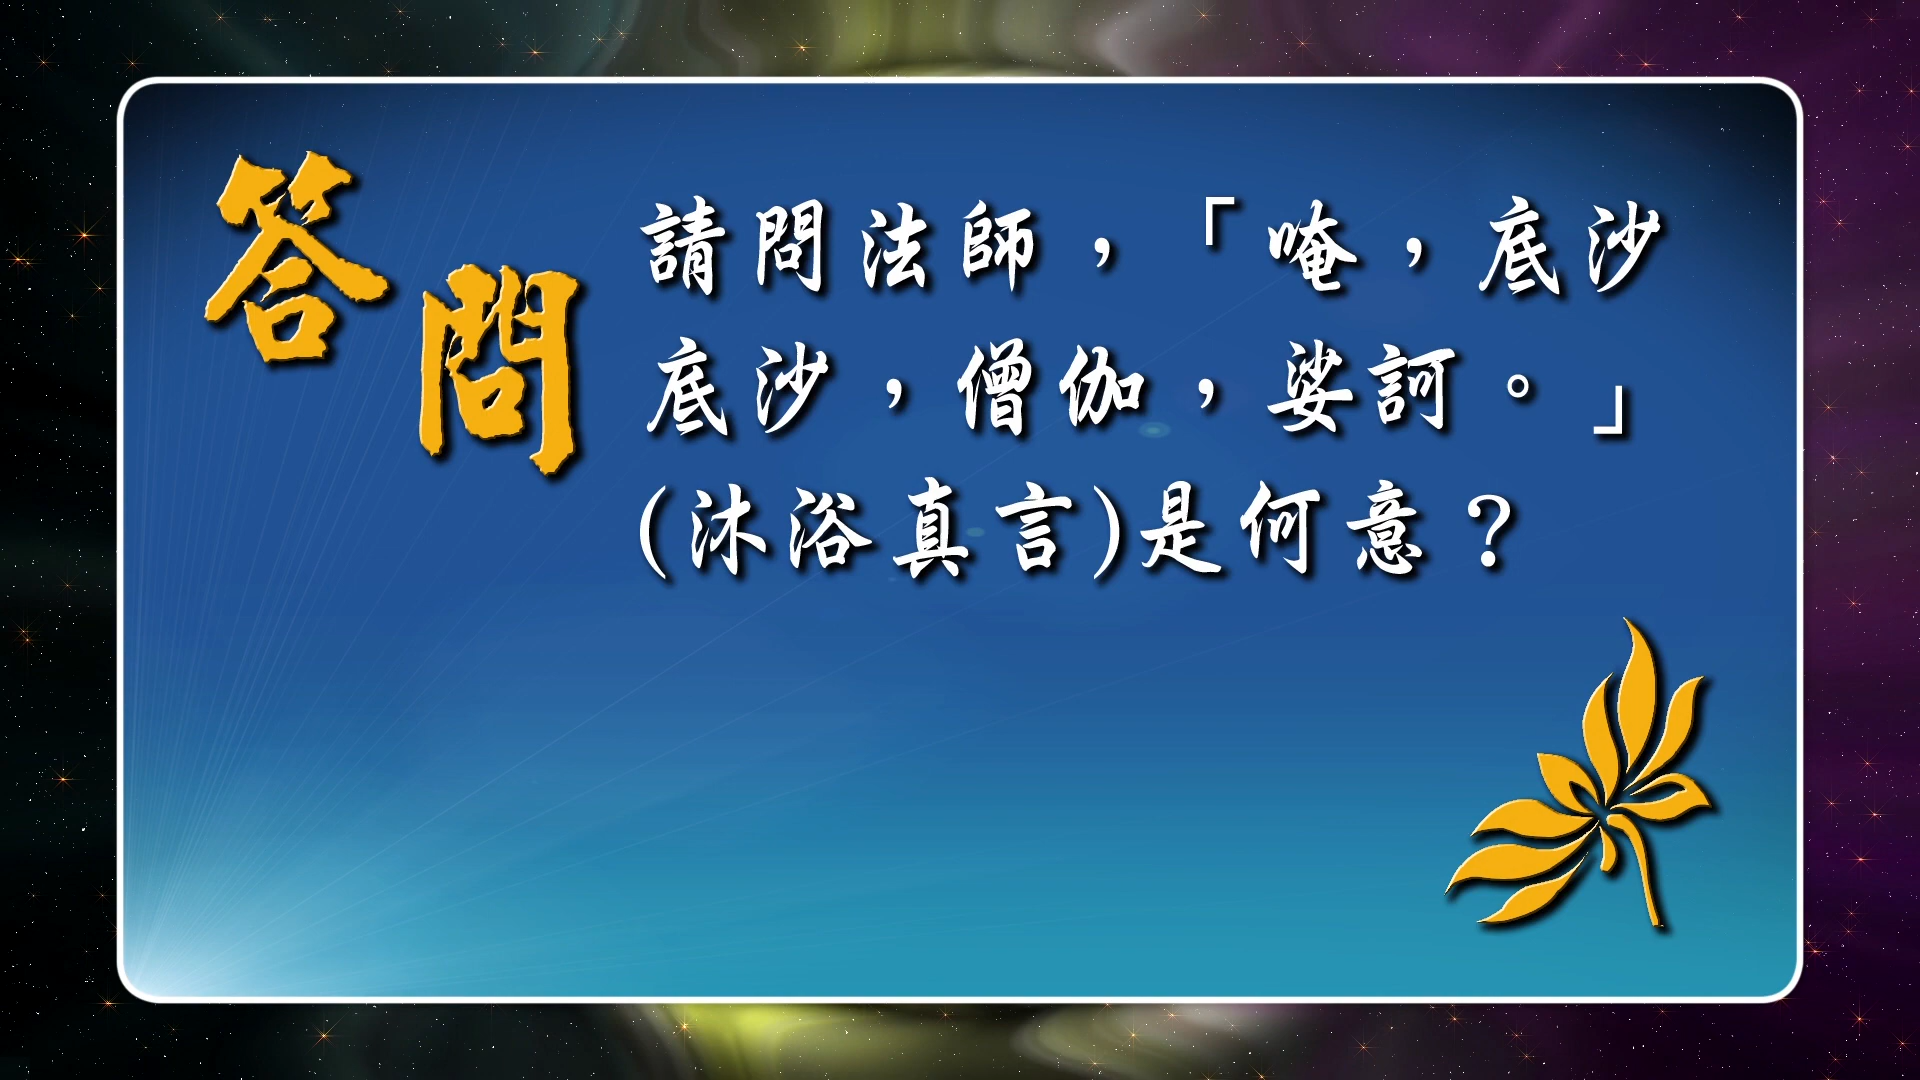 答問
請問法師，「唵，底沙
底沙，僧伽，娑訶。」
(沐浴真言)是何意？